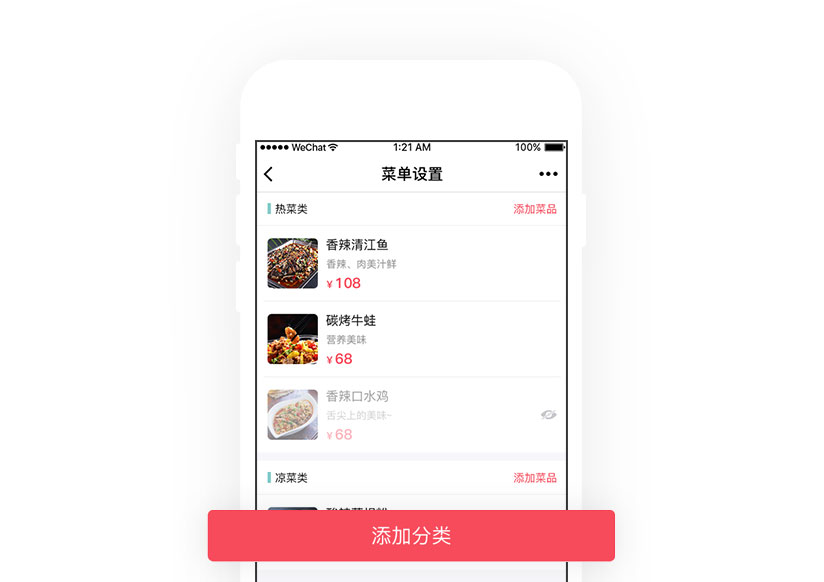 WeChat 1:21 AM 100%
菜单设置
热菜类 添加菜品
香辣清江鱼
香辣、肉美汁鲜
¥108
碳烤牛蛙
营养美味
¥68
香辣口水鸡
舌尖上的美味~
¥68
凉菜类 添加菜品
添加分类